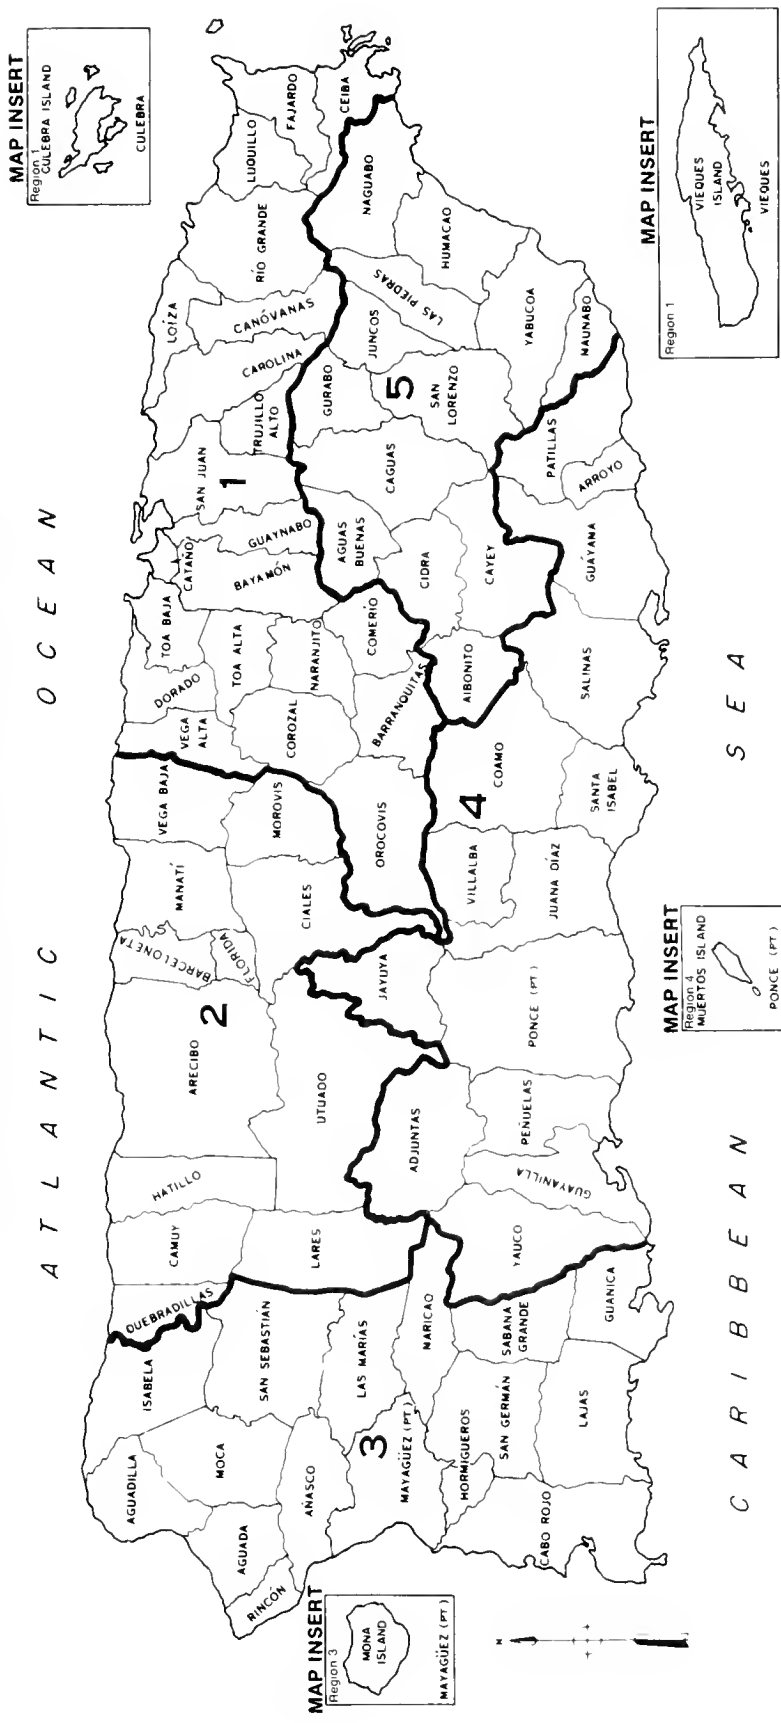 ATLANTIC OCEAN
MAP INSERT
Region 1
CULEBRA ISLAND
CULEBRA
AGUADILLA
ISABELA
QUEBRADILLAS
CAMUY
HATILLO
ARECIBO
BARCELONETA
FLORIDA
MANATÍ
VEGA BAJA
VEGA
ALTA
DORADO
TOA BAJA
TOA ALTA
CATAÑO
BAYAMÓN
GUAYNABO
SAN JUAN
TRUJILLO
ALTO
CAROLINA
LOÍZA
CANÓVANAS
RÍO GRANDE
LUQUILLO
FAJARDO
CEIBA
1
2
MOCA
AGUADA
RINCÓN
AÑASCO
SAN SEBASTIÁN
LARES
UTUADO
CIALES
MOROVIS
COROZAL
NARANJITO
COMERÍO
BARRANQUITAS
OROCOVIS
AGUAS
BUENAS
GURABO
CAGUAS
JUNCOS
LAS PIEDRAS
NAGUABO
HUMACAO
5
SAN
LORENZO
CIDRA
CAYEY
AIBONITO
YABUCOA
MAUNABO
3
MAYAGÜEZ (PT)
LAS MARÍAS
MARICAO
ADJUNTAS
JAYUYA
4
HORMIGUEROS
SAN GERMÁN
SABANA
GRANDE
YAUCO
GUAYANILLA
PEÑUELAS
PONCE (PT)
VILLALBA
JUANA DÍAZ
COAMO
SANTA
ISABEL
SALINAS
GUAYAMA
ARROYO
PATILLAS
CABO ROJO
LAJAS
GUANICA
MAP INSERT
Region 3
MONA
ISLAND
MAYAGÜEZ (PT)
N
MAP INSERT
Region 4
MUERTOS ISLAND
PONCE (PT)
MAP INSERT
Region 1
VIEQUES
ISLAND
VIEQUES
CARIBBEAN SEA